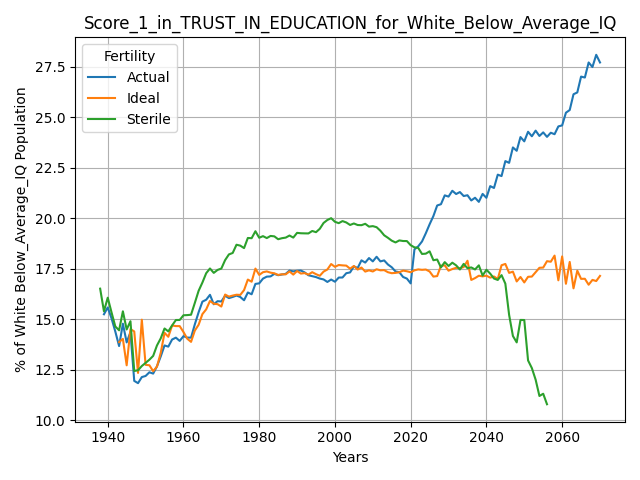 Score_1_in_TRUST_IN_EDUCATION_for_White_Below_Average_IQ
Fertility
Actual
Ideal
Sterile
% of White Below_Average_IQ Population
27.5
25.0
22.5
20.0
17.5
15.0
12.5
10.0
1940 1960 1980 2000 2020 2040 2060
Years